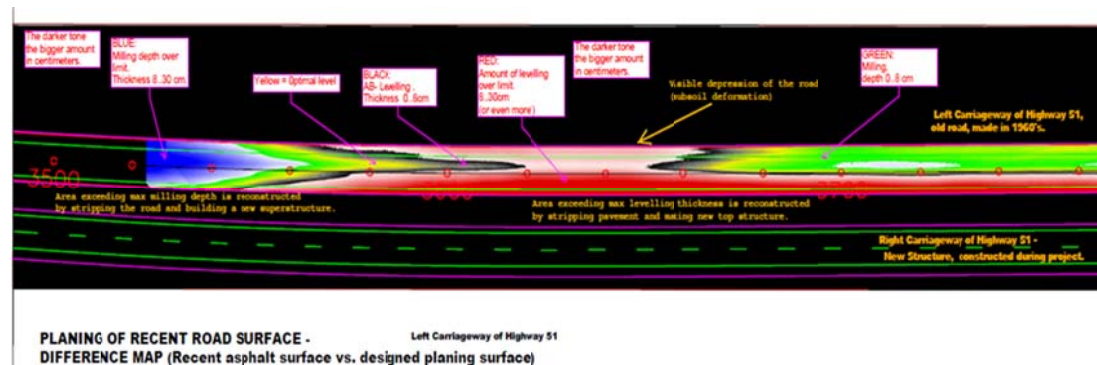 The darker tone
the bigger amount
in centimeters.
BLUE:
Milling depth over
limit.
Thickness 8..30 cm.
Yellow = Optimal level
BLACK:
AB- Levelling .
Thickness 0..8cm
RED:
Amount of levelling
over limit.
8..30cm
(or even more)
The darker tone
the bigger amount
in centimeters.
Visible depression of the road
(subsoil deformation)
GREEN:
Milling,
depth 0..8 cm
Left Carriageway of Highway 51,
old road, made in 1960's.
3500
3700
Area exceeding max milling depth is reconstructed
by stripping the road and building a new superstructure.
Area exceeding max levelling thickness is reconstructed
by stripping pavement and making new top structure.
Right Carriageway of Highway 51 -
New Structure, constructed during project.
PLANING OF RECENT ROAD SURFACE - Left Carriageway of Highway 51
DIFFERENCE MAP (Recent asphalt surface vs. designed planing surface)